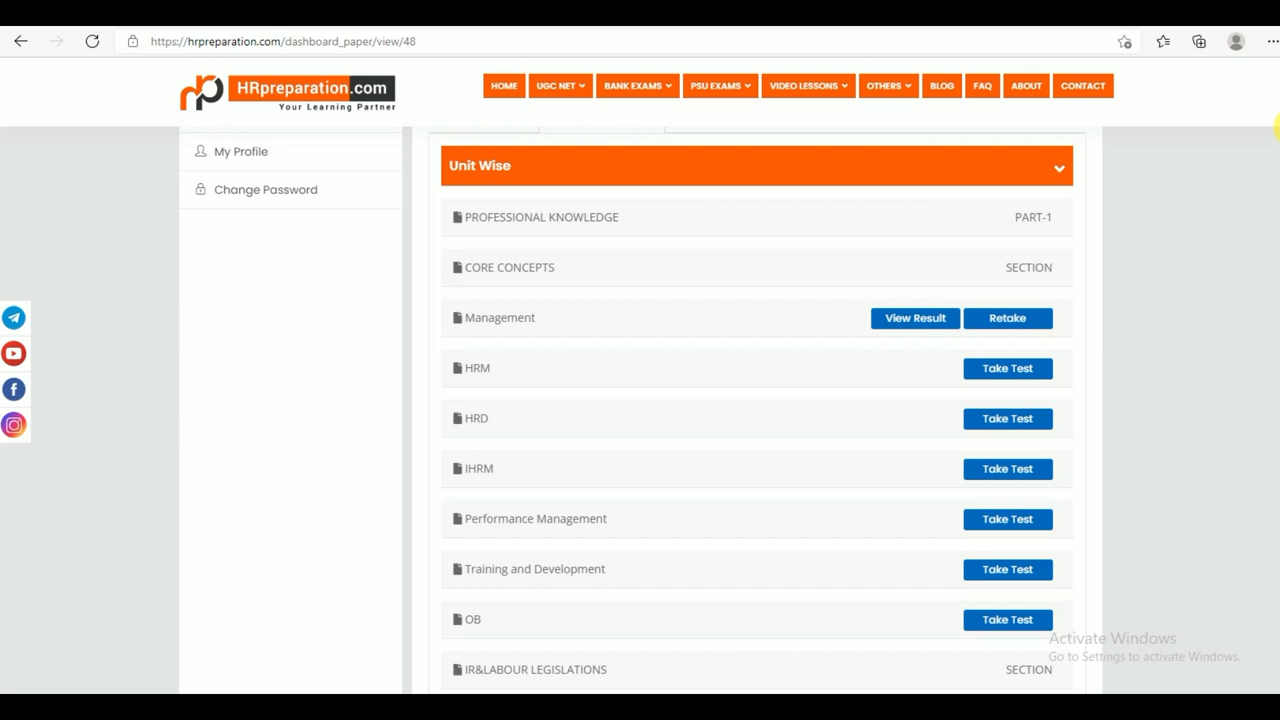 https://hrpreparation.com/dashboard_paper/view/48
HRpreparation.com
Your Learning Partner
HOME UGC NET BANK EXAMS PSU EXAMS VIDEO LESSONS OTHERS BLOG FAQ ABOUT CONTACT
My Profile
Change Password
Unit Wise
PROFESSIONAL KNOWLEDGE PART-1
CORE CONCEPTS SECTION
Management View Result Retake
HRM Take Test
HRD Take Test
IHRM Take Test
Performance Management Take Test
Training and Development Take Test
OB Take Test
IR&LABOUR LEGISLATIONS SECTION
Activate Windows
Go to Settings to activate Windows.